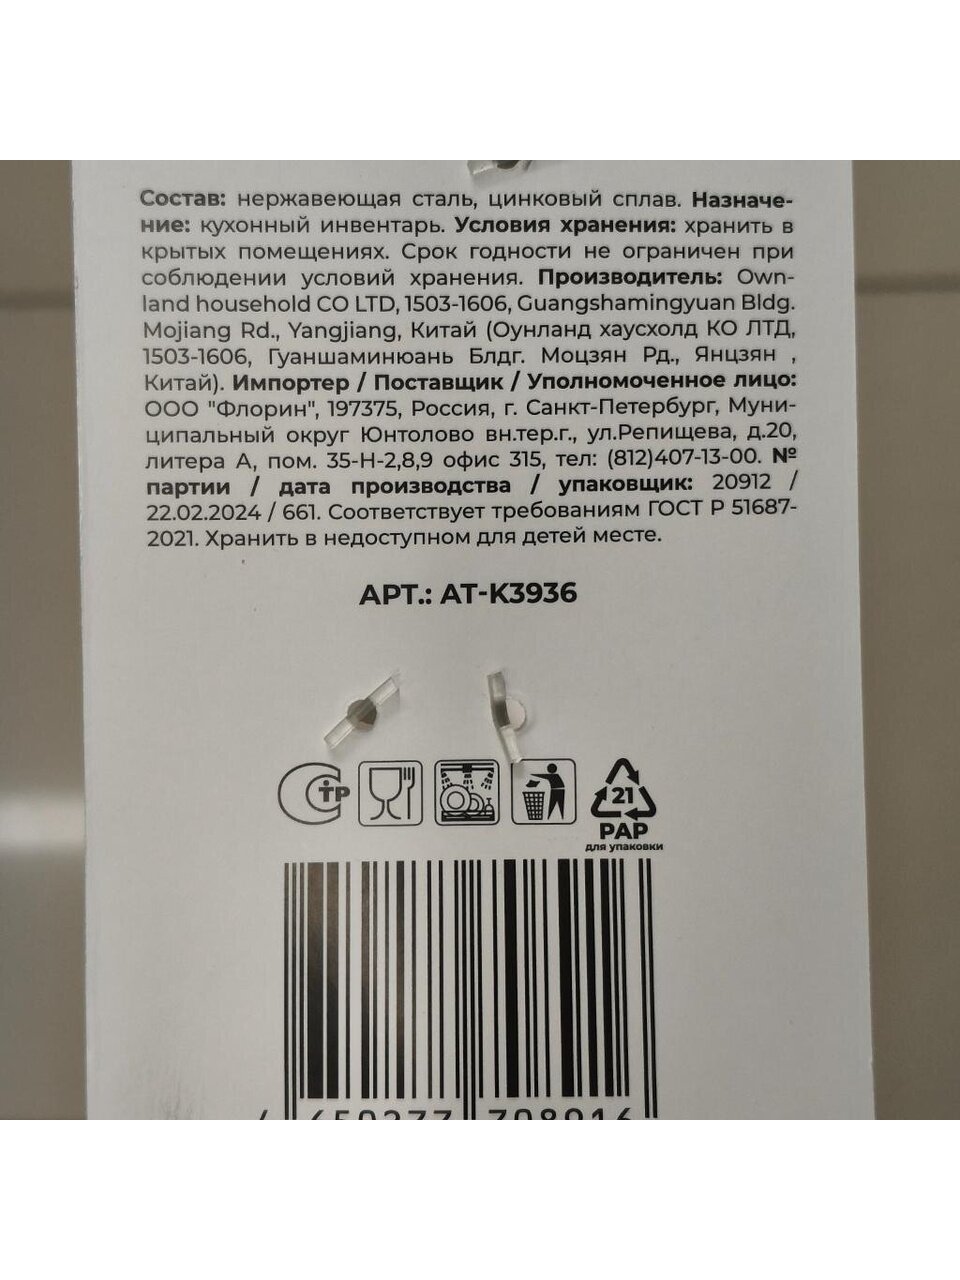 Состав: нержавеющая сталь, цинковый сплав. Назначе-
ние: кухонный инвентарь. Условия хранения: хранить в
крытых помещениях. Срок годности не ограничен при
соблюдении условий хранения. Производитель: Own-
land household CO LTD, 1503-1606, Guangshamingyuan Bldg.
Mojiang Rd., Yangjiang, Китай (Оунланд хаусхолд КО ЛТД,
1503-1606, Гуаншаминюань Блдг. Моцзян Рд., Янцзян ,
Китай). Импортер / Поставщик / Уполномоченное лицо:
ООО "Флорин", 197375, Россия, г. Санкт-Петербург, Муни-
ципальный округ Юнтолово вн.тер.г., ул.Репищева, д.20,
литера А, пом. 35-Н-2,8,9 офис 315, тел: (812)407-13-00. №
партии / дата производства / упаковщик: 20912 /
22.02.2024 / 661. Соответствует требованиям ГОСТ Р 51687-
2021. Хранить в недоступном для детей месте.
АРТ.: AT-K3936
СТР
21
PAP
для упаковки